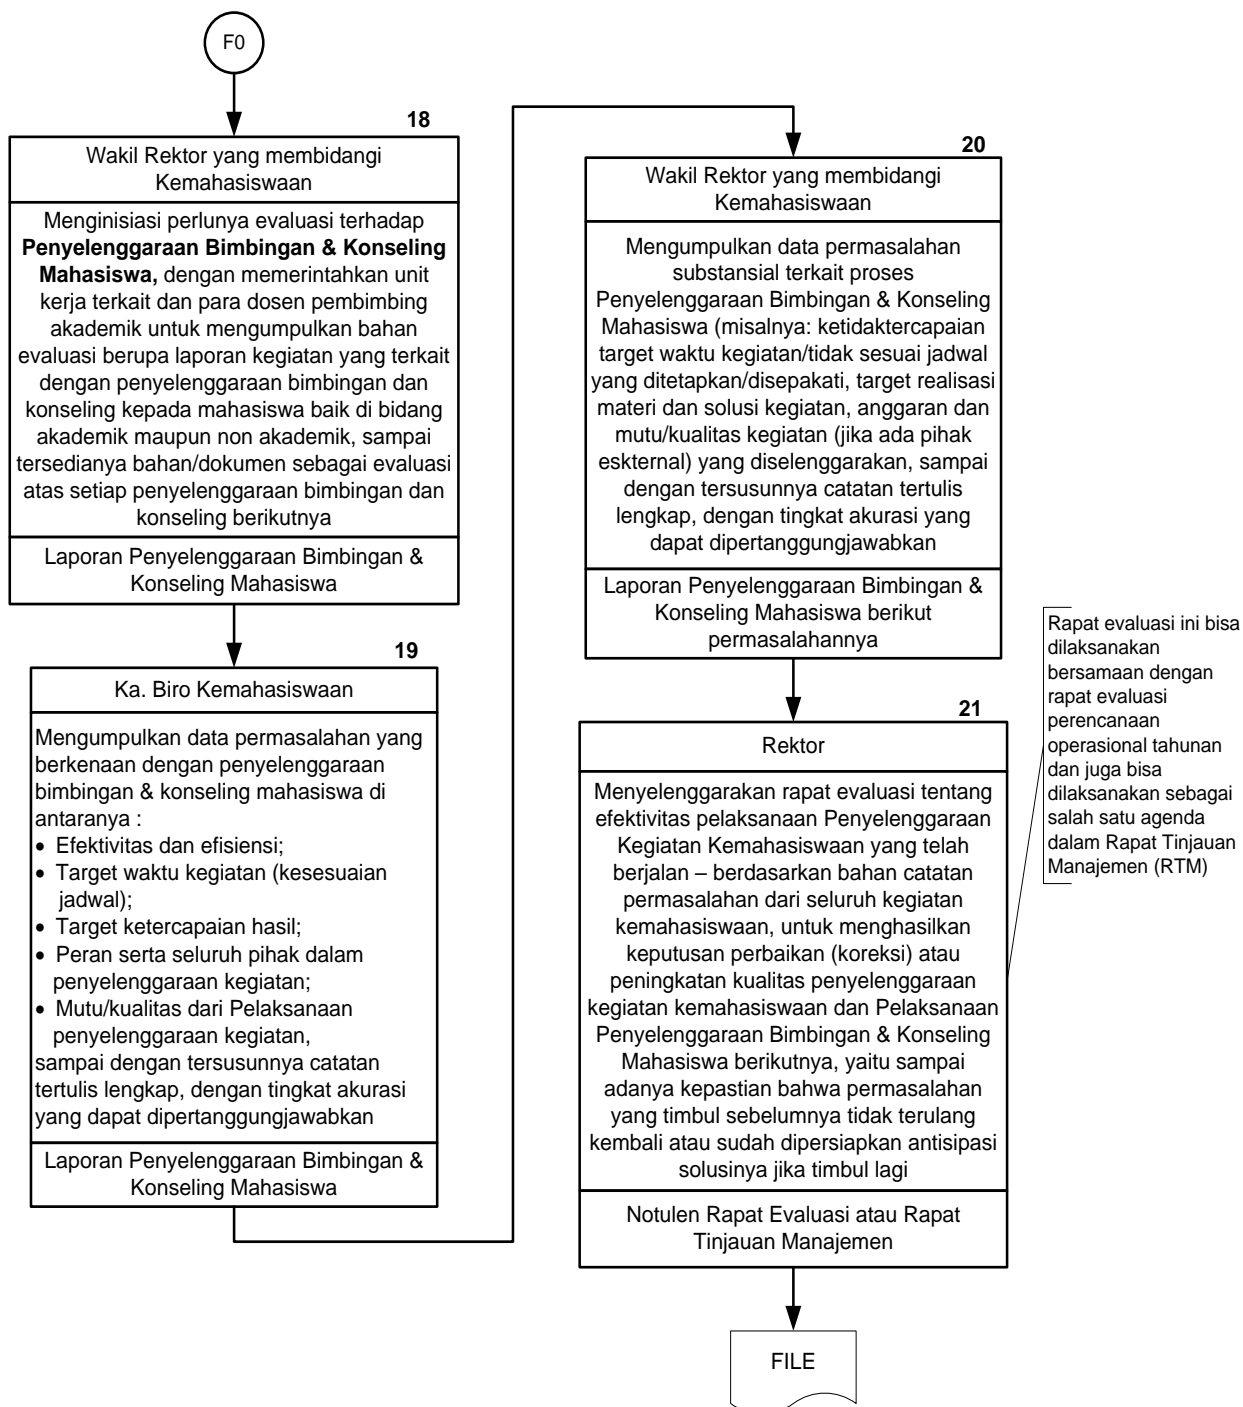 F0
18
Wakil Rektor yang membidangi
Kemahasiswaan
Menginisiasi perlunya evaluasi terhadap
Penyelenggaraan Bimbingan & Konseling
Mahasiswa, dengan memerintahkan unit
kerja terkait dan para dosen pembimbing
akademik untuk mengumpulkan bahan
evaluasi berupa laporan kegiatan yang terkait
dengan penyelenggaraan bimbingan dan
konseling kepada mahasiswa baik di bidang
akademik maupun non akademik, sampai
tersedianya bahan/dokumen sebagai evaluasi
atas setiap penyelenggaraan bimbingan dan
konseling berikutnya
Laporan Penyelenggaraan Bimbingan &
Konseling Mahasiswa
19
Ka. Biro Kemahasiswaan
Mengumpulkan data permasalahan yang
berkenaan dengan penyelenggaraan
bimbingan & konseling mahasiswa di
antaranya :
• Efektivitas dan efisiensi;
• Target waktu kegiatan (kesesuaian
jadwal);
• Target ketercapaian hasil;
• Peran serta seluruh pihak dalam
penyelenggaraan kegiatan;
• Mutu/kualitas dari Pelaksanaan
penyelenggaraan kegiatan,
sampai dengan tersusunnya catatan
tertulis lengkap, dengan tingkat akurasi
yang dapat dipertanggungjawabkan
Laporan Penyelenggaraan Bimbingan &
Konseling Mahasiswa
20
Wakil Rektor yang membidangi
Kemahasiswaan
Mengumpulkan data permasalahan
substansial terkait proses
Penyelenggaraan Bimbingan & Konseling
Mahasiswa (misalnya: ketidaktercapaian
target waktu kegiatan/tidak sesuai jadwal
yang ditetapkan/disepakati, target realisasi
materi dan solusi kegiatan, anggaran dan
mutu/kualitas kegiatan (jika ada pihak
eskternal) yang diselenggarakan, sampai
dengan tersusunnya catatan tertulis
lengkap, dengan tingkat akurasi yang
dapat dipertanggungjawabkan
Laporan Penyelenggaraan Bimbingan &
Konseling Mahasiswa berikut
permasalahannya
21
Rektor
Menyelenggarakan rapat evaluasi tentang
efektivitas pelaksanaan Penyelenggaraan
Kegiatan Kemahasiswaan yang telah
berjalan – berdasarkan bahan catatan
permasalahan dari seluruh kegiatan
kemahasiswaan, untuk menghasilkan
keputusan perbaikan (koreksi) atau
peningkatan kualitas penyelenggaraan
kegiatan kemahasiswaan dan Pelaksanaan
Penyelenggaraan Bimbingan & Konseling
Mahasiswa berikutnya, yaitu sampai
adanya kepastian bahwa permasalahan
yang timbul sebelumnya tidak terulang
kembali atau sudah dipersiapkan antisipasi
solusinya jika timbul lagi
Notulen Rapat Evaluasi atau Rapat
Tinjauan Manajemen
Rapat evaluasi ini bisa
dilaksanakan
bersamaan dengan
rapat evaluasi
perencanaan
operasional tahunan
dan juga bisa
dilaksanakan sebagai
salah satu agenda
dalam Rapat Tinjauan
Manajemen (RTM)
FILE